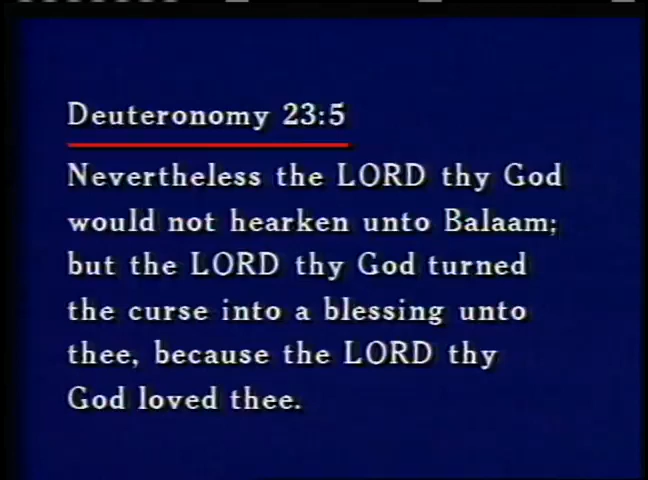 Deuteronomy 23:5
Nevertheless the LORD thy God
would not hearken unto Balaam;
but the LORD thy God turned
the curse into a blessing unto
thee, because the LORD thy
God loved thee.